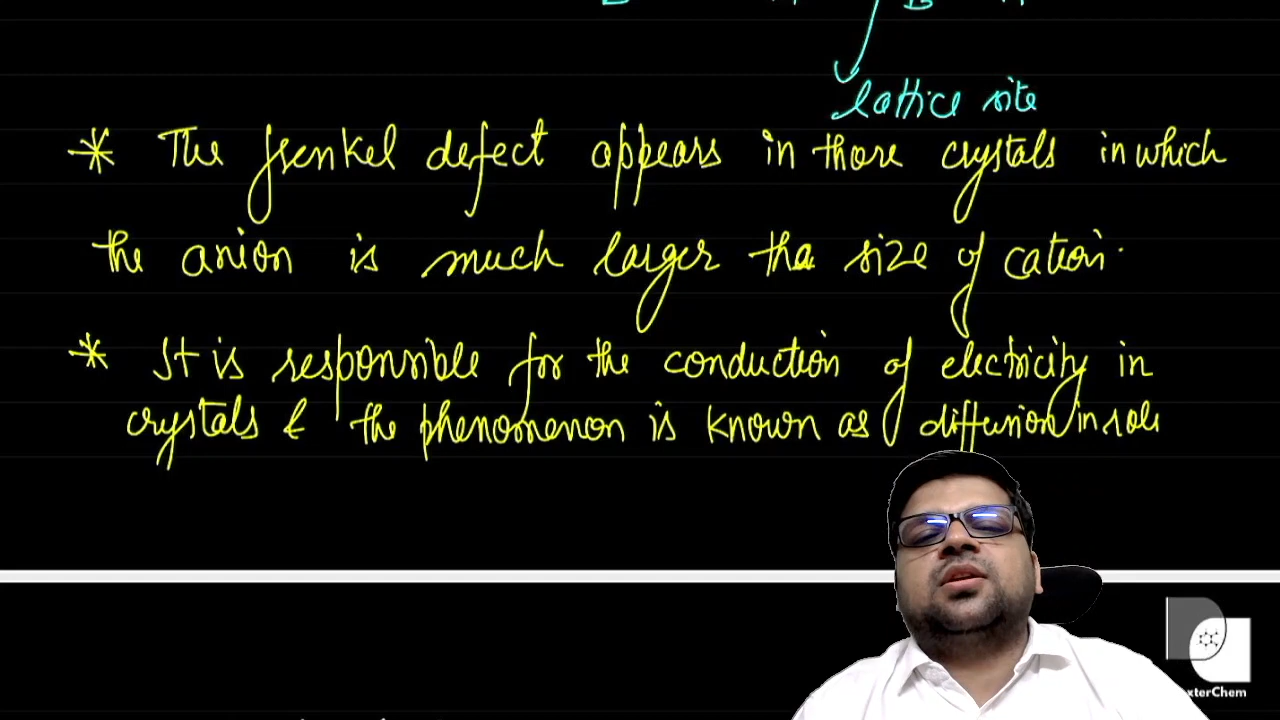 lattice site
* The frenkel defect appears in those crystals in which
the anion is much larger tha size of cation.
* It is responsible for the conduction of electricity in
crystals & the phenomenon is known as diffusion in soli
xterChem